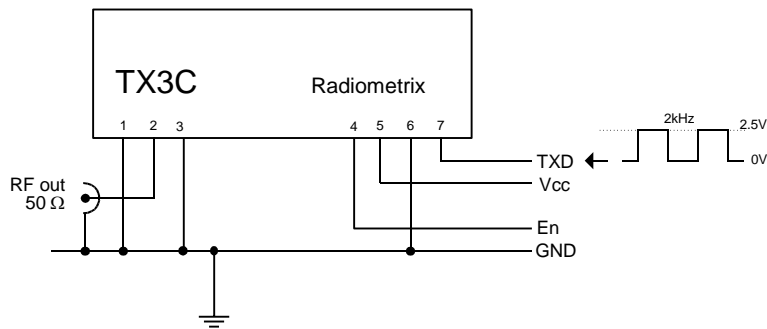 TX3C Radiometrix
1 2 3 4 5 6 7
2kHz
2.5V
TXD
0V
Vcc
RF out
50 Ω
En
GND